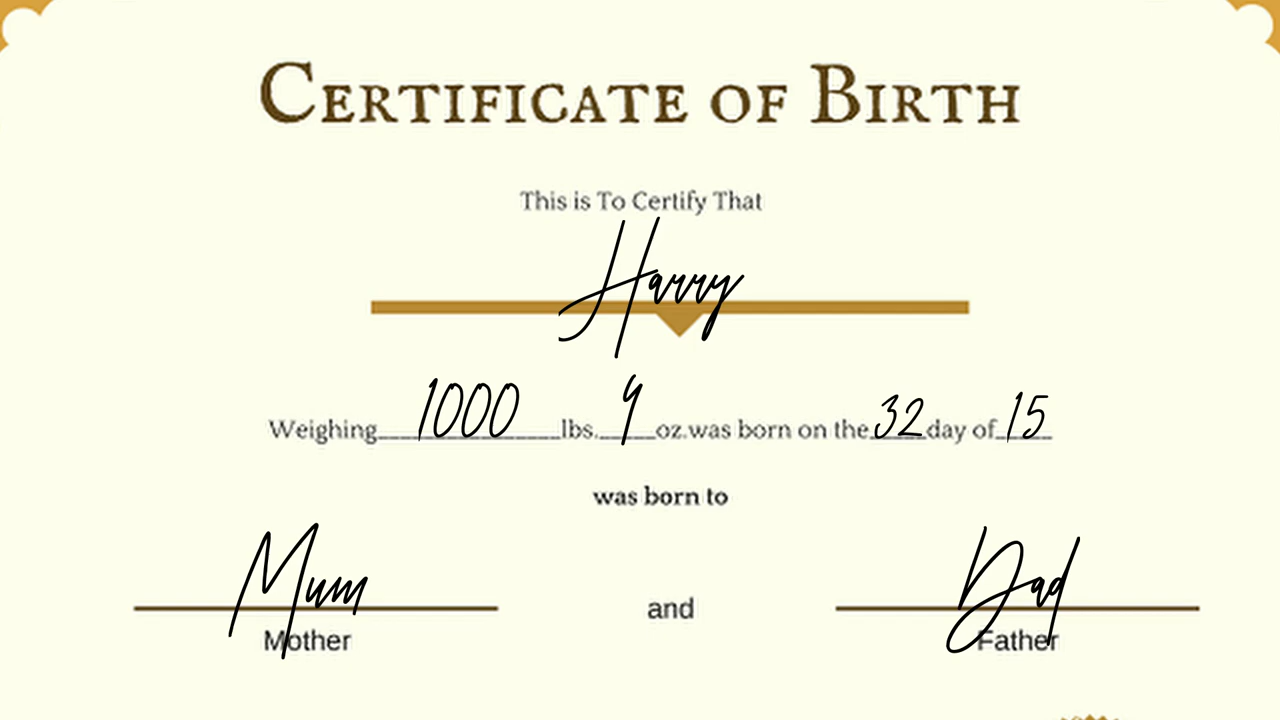 Certificate of Birth
This is To Certify That
Harry
Weighing 1000 lbs. 9 oz.was born on the 32 day of 15
was born to
Mum and Dad
Mother Father